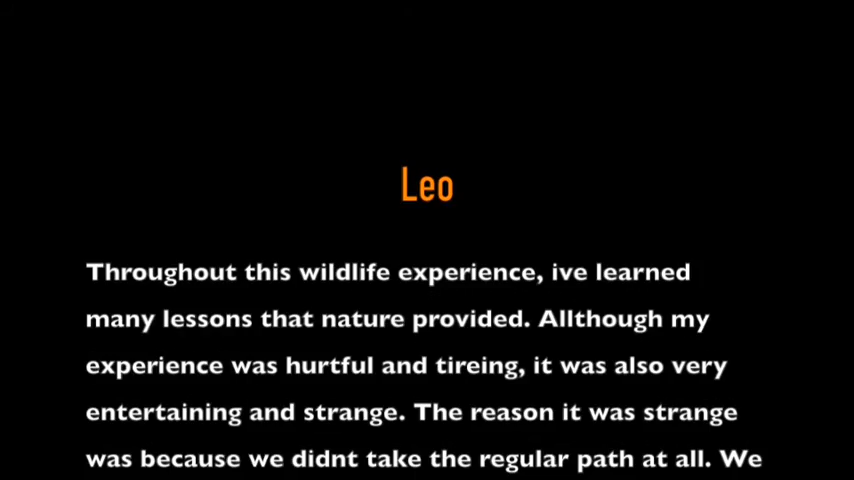 Leo
Throughout this wildlife experience, ive learned
many lessons that nature provided. Allthough my
experience was hurtful and tireing, it was also very
entertaining and strange. The reason it was strange
was because we didnt take the regular path at all. We